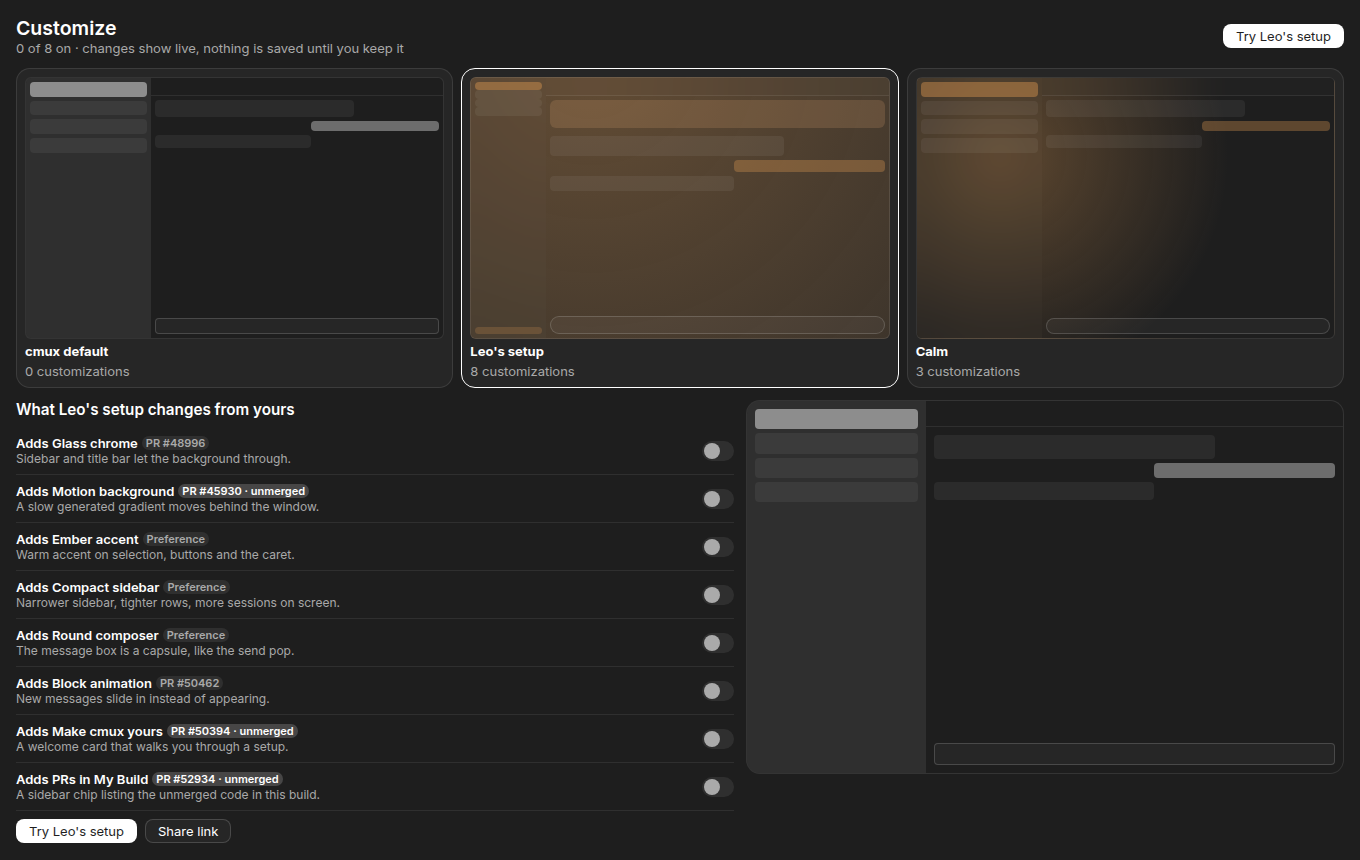 Customize
0 of 8 on · changes show live, nothing is saved until you keep it
Try Leo's setup
cmux default
0 customizations
Leo's setup
8 customizations
Calm
3 customizations
What Leo's setup changes from yours
Adds Glass chrome PR #48996
Sidebar and title bar let the background through.
Adds Motion background PR #45930 · unmerged
A slow generated gradient moves behind the window.
Adds Ember accent Preference
Warm accent on selection, buttons and the caret.
Adds Compact sidebar Preference
Narrower sidebar, tighter rows, more sessions on screen.
Adds Round composer Preference
The message box is a capsule, like the send pop.
Adds Block animation PR #50462
New messages slide in instead of appearing.
Adds Make cmux yours PR #50394 · unmerged
A welcome card that walks you through a setup.
Adds PRs In My Build PR #52934 · unmerged
A sidebar chip listing the unmerged code in this build.
Try Leo's setup
Share link